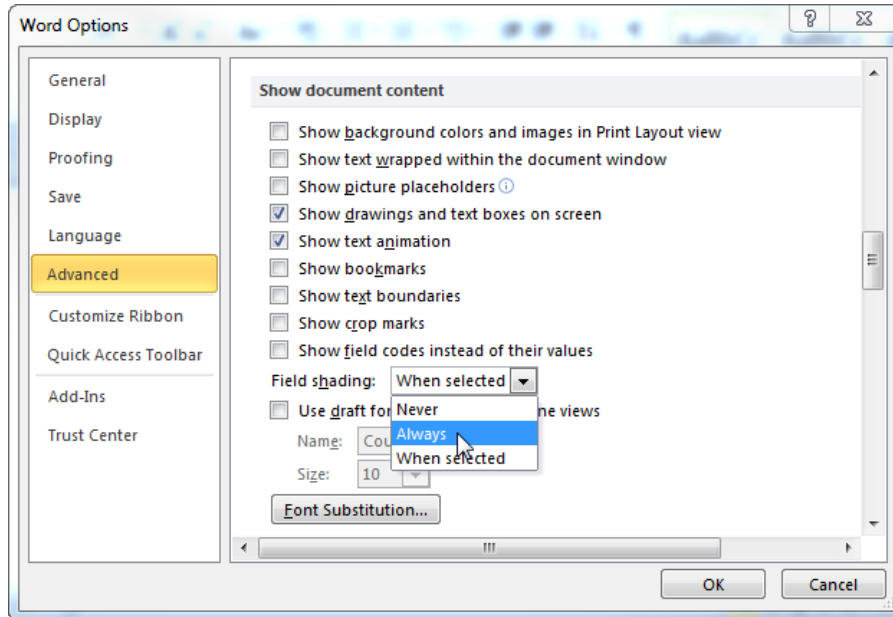 Word Options
General
Display
Proofing
Save
Language
Advanced
Customize Ribbon
Quick Access Toolbar
Add-Ins
Trust Center
Show document content
Show background colors and images in Print Layout view
Show text wrapped within the document window
Show picture placeholders
Show drawings and text boxes on screen
Show text animation
Show bookmarks
Show text boundaries
Show crop marks
Show field codes instead of their values
Field shading: When selected
Never
Always
When selected
Use draft for ne views
Name: Cou
Size: 10
Font Substitution...
OK Cancel